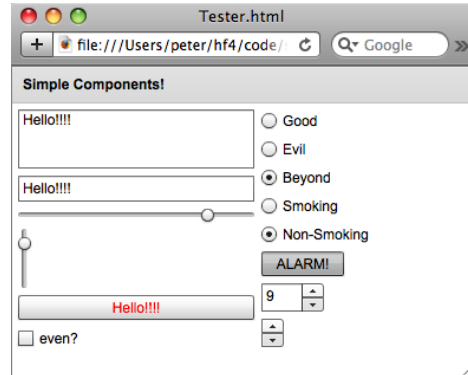 Tester.html
+ file:///Users/peter/hf4/code/
Google
Simple Components!
Hello!!!!
Hello!!!!
Hello!!!!
even?
Good
Evil
Beyond
Smoking
Non-Smoking
ALARM!
9